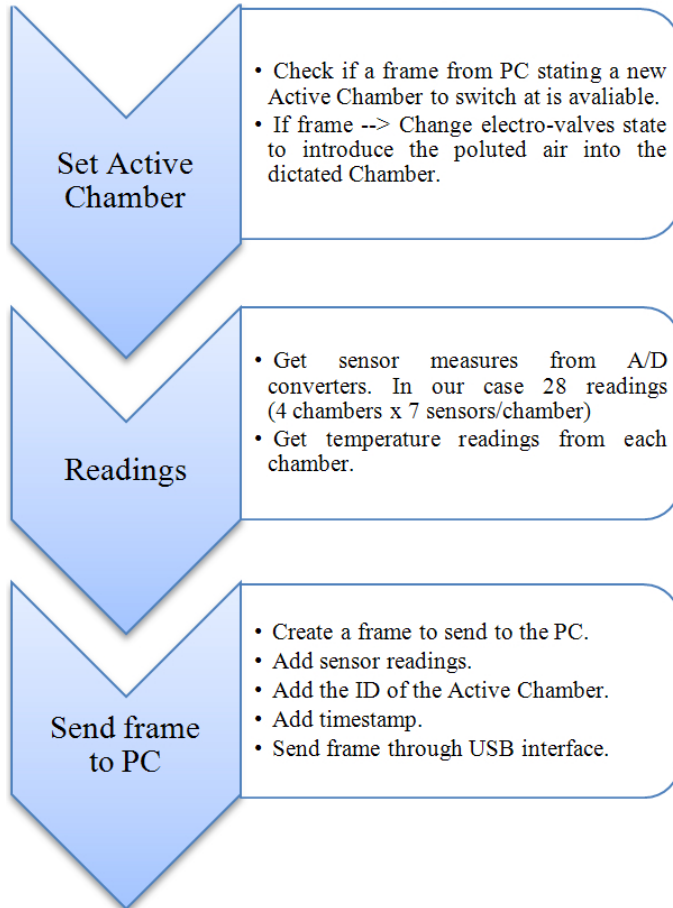 Set Active
Chamber
• Check if a frame from PC stating a new
Active Chamber to switch at is avaliable.
• If frame --> Change electro-valves state
to introduce the poluted air into the
dictated Chamber.
Readings
• Get sensor measures from A/D
converters. In our case 28 readings
(4 chambers x 7 sensors/chamber)
• Get temperature readings from each
chamber.
Send frame
to PC
• Create a frame to send to the PC.
• Add sensor readings.
• Add the ID of the Active Chamber.
• Add timestamp.
• Send frame through USB interface.